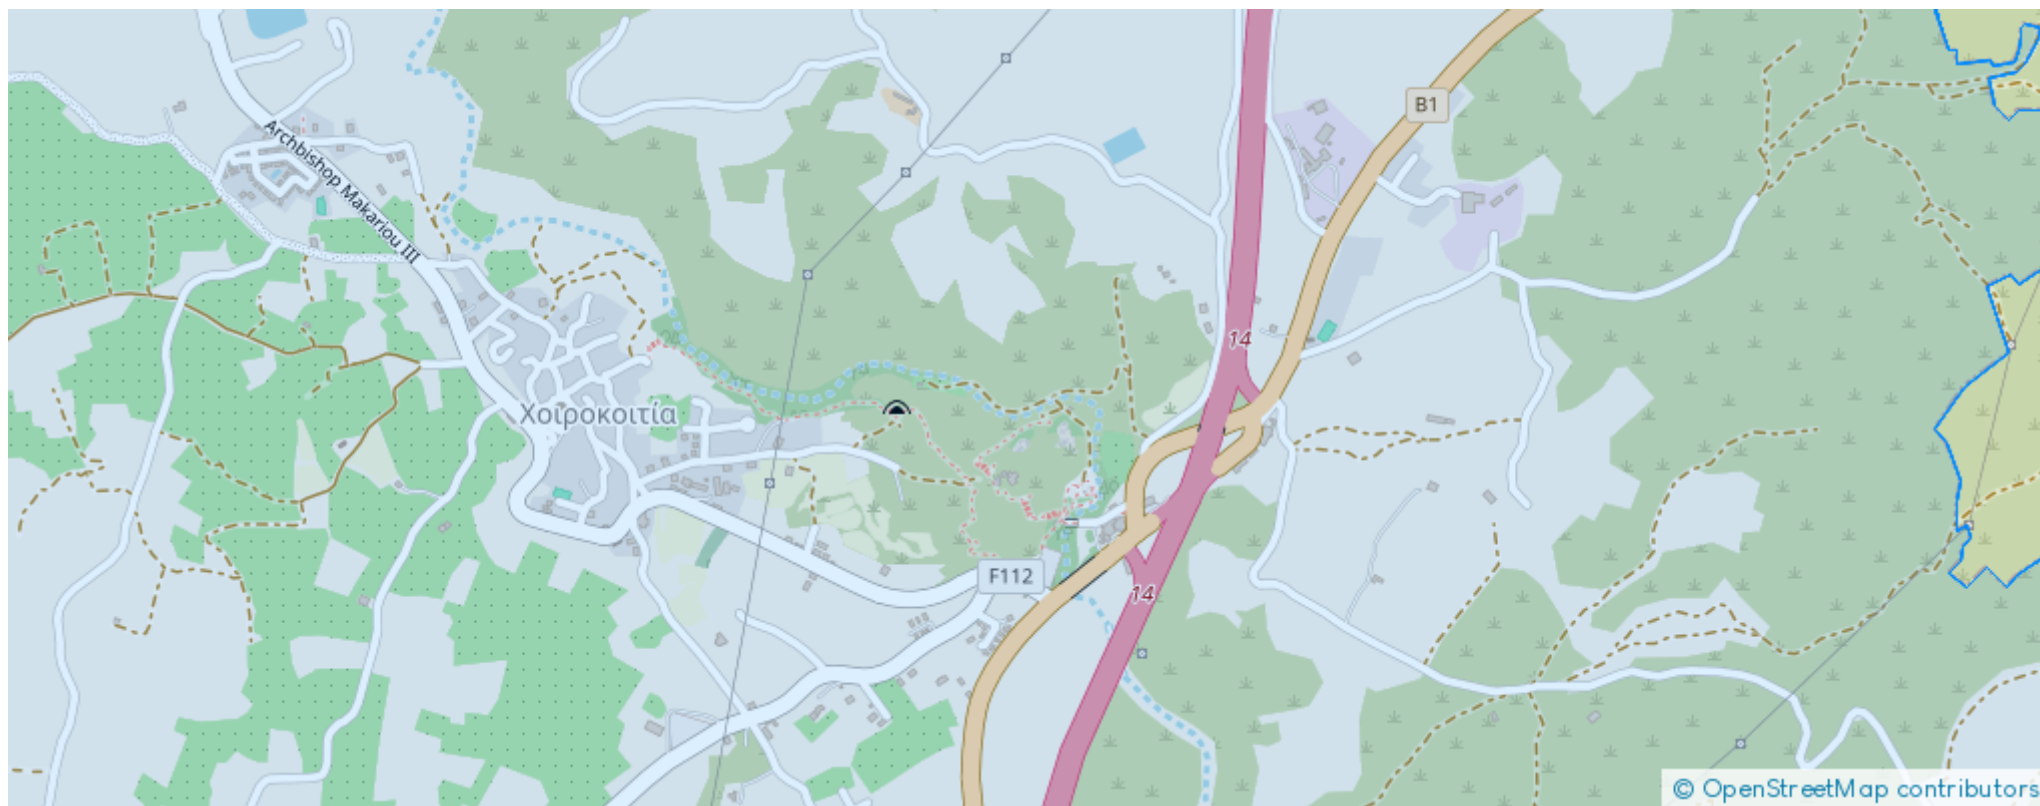 B1
Archbishop Makariou III
14
Χοιροκοιτία
F112
14
© OpenStreetMap contributors